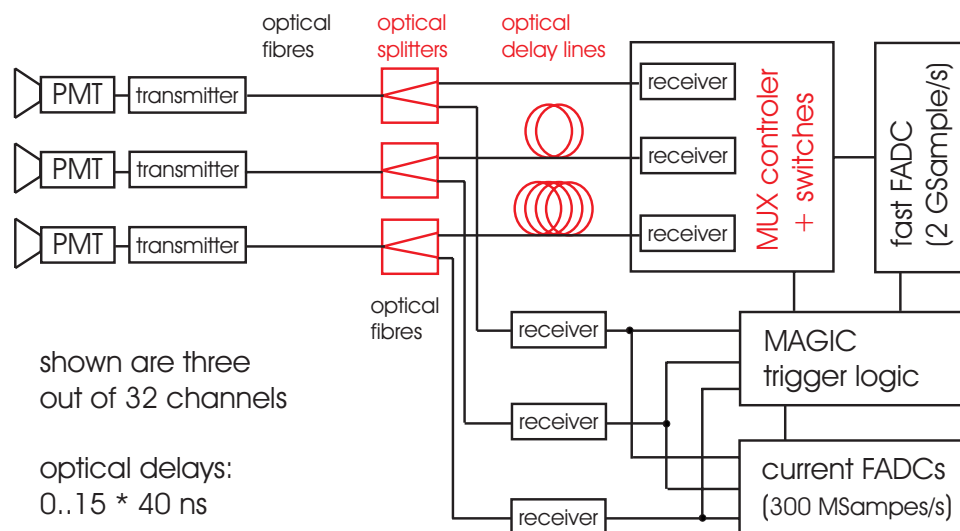 optical
fibres
optical
splitters
optical
delay lines
PMT
transmitter
receiver
PMT
transmitter
receiver
PMT
transmitter
receiver
MUX controler
+ switches
fast FADC
(2 GSample/s)
optical
fibres
receiver
MAGIC
trigger logic
shown are three
out of 32 channels
receiver
optical delays:
0..15 * 40 ns
receiver
current FADCs
(300 MSampes/s)